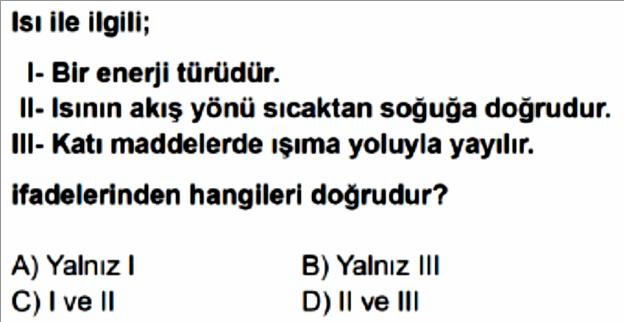 Isı ile ilgili;
I- Bir enerji türüdür.
II- Isının akış yönü sıcaktan soğuğa doğrudur.
III- Katı maddelerde ışıma yoluyla yayılır.
ifadelerinden hangileri doğrudur?
A) Yalnız I B) Yalnız III
C) I ve II D) II ve III